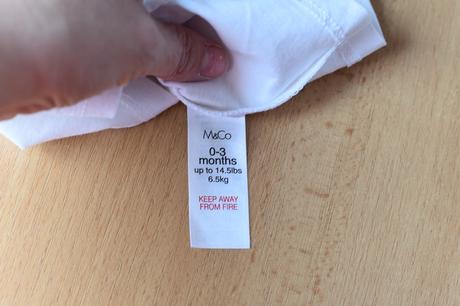 M&Co
0-3
months
up to 14.5lbs
6.5kg
KEEP AWAY
FROM FIRE